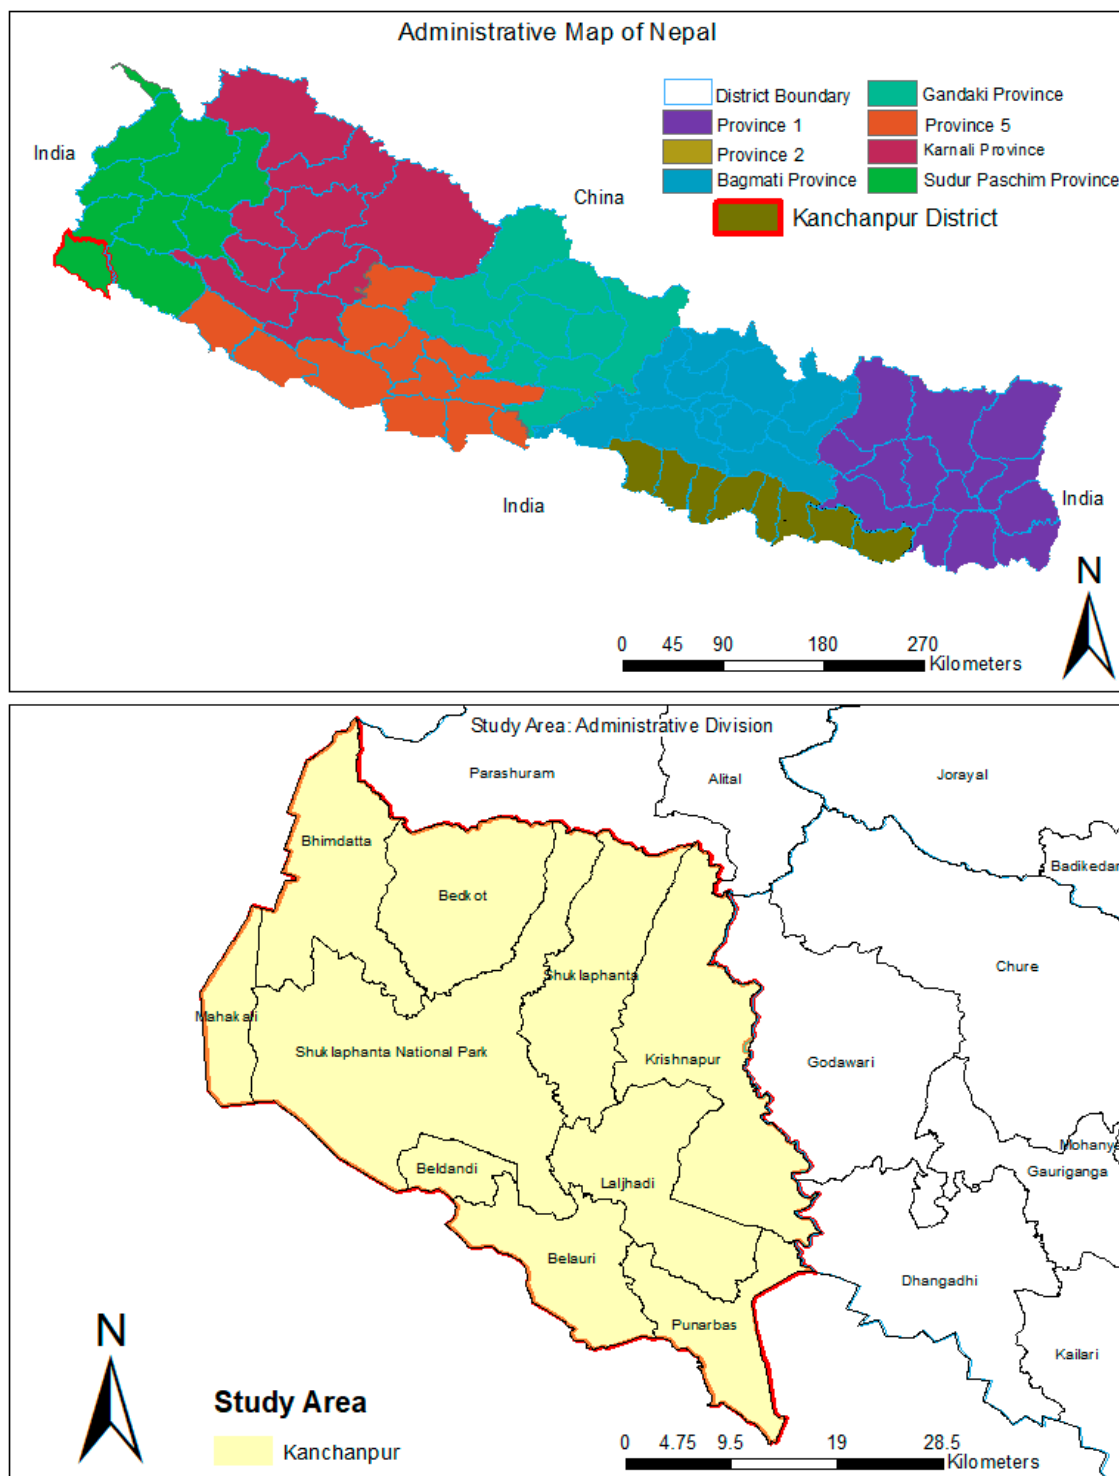 Administrative Map of Nepal
District Boundary
Gandaki Province
Province 1
Province 5
Province 2
Karnali Province
Bagmati Province
Sudur Paschim Province
Kanchanpur District
India
China
India
India
N
0 45 90 180 270
Kilometers
Study Area: Administrative Division
Parashuram
Alital
Jorayal
Bhimdatta
Badikedar
Bedkot
Chure
Shuklaphanta
Mahakali
Shuklaphanta National Park
Krishnapur
Godawari
Mohanya
Gauriganga
Beldandi
Laljhadi
Belauri
Dhangadhi
Punarbas
Kailari
N
Study Area
Kanchanpur
0 4.75 9.5 19 28.5
Kilometers